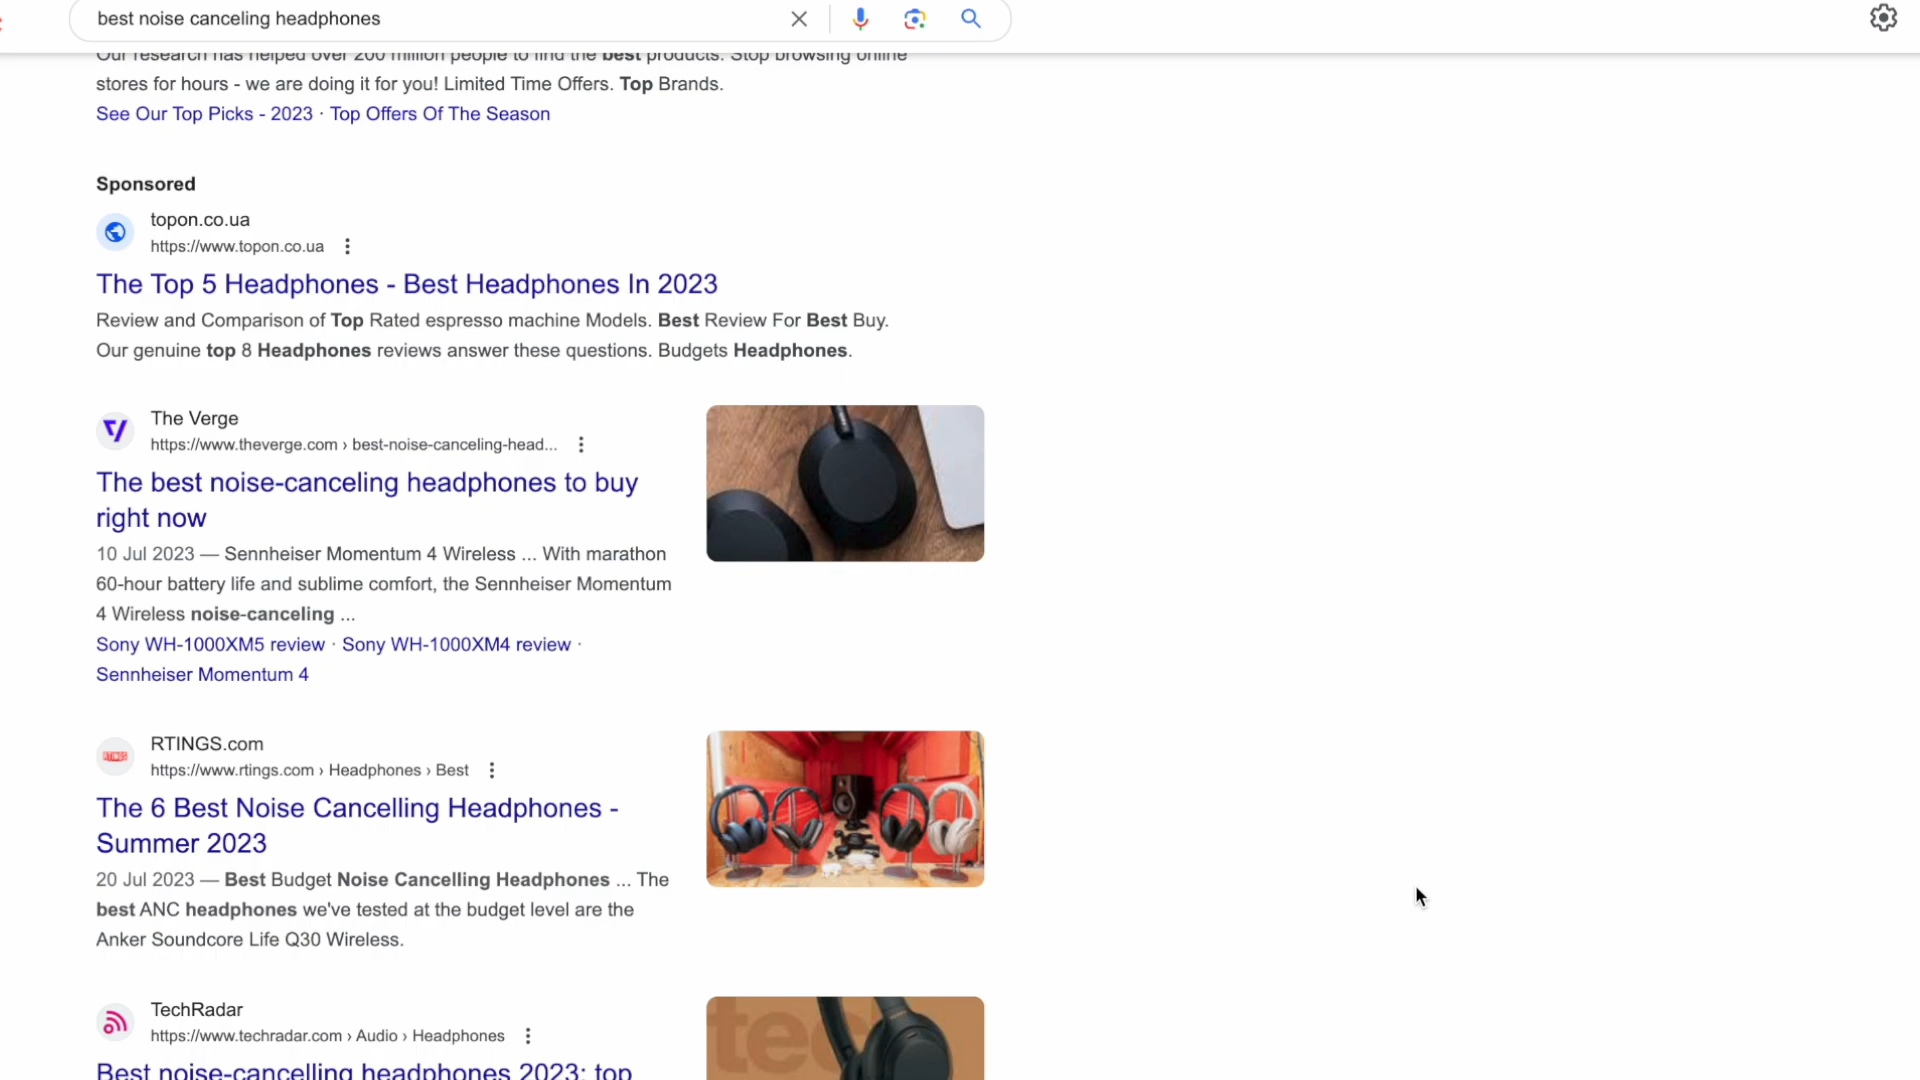 best noise canceling headphones
Our research has helped over 200 million people to find the best products. Stop browsing online
stores for hours - we are doing it for you! Limited Time Offers. Top Brands.
See Our Top Picks - 2023 · Top Offers Of The Season
Sponsored
topon.co.ua
https://www.topon.co.ua
The Top 5 Headphones - Best Headphones In 2023
Review and Comparison of Top Rated espresso machine Models. Best Review For Best Buy.
Our genuine top 8 Headphones reviews answer these questions. Budgets Headphones.
The Verge
https://www.theverge.com › best-noise-canceling-head...
The best noise-canceling headphones to buy
right now
10 Jul 2023 — Sennheiser Momentum 4 Wireless ... With marathon
60-hour battery life and sublime comfort, the Sennheiser Momentum
4 Wireless noise-canceling ...
Sony WH-1000XM5 review · Sony WH-1000XM4 review ·
Sennheiser Momentum 4
RTINGS
RTINGS.com
https://www.rtings.com › Headphones › Best
The 6 Best Noise Cancelling Headphones -
Summer 2023
20 Jul 2023 — Best Budget Noise Cancelling Headphones ... The
best ANC headphones we've tested at the budget level are the
Anker Soundcore Life Q30 Wireless.
TechRadar
https://www.techradar.com › Audio › Headphones
tec
Best noise-cancelling headphones 2023: top